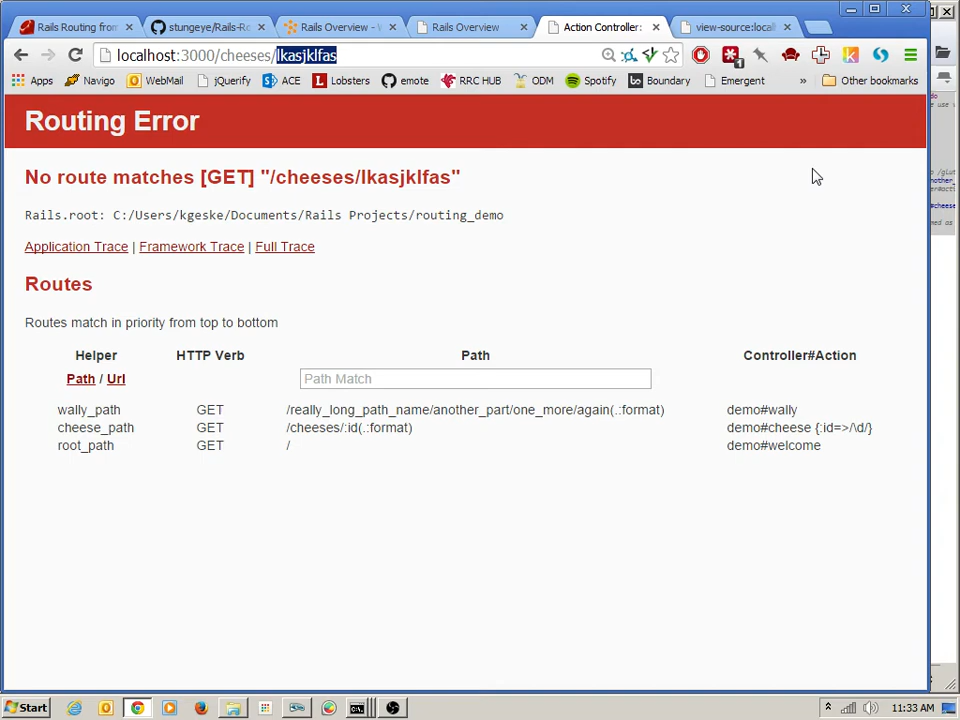 Rails Routing from
stungeye/Rails-Ro
Rails Overview - W
Rails Overview
Action Controller:
view-source:local
localhost:3000/cheeses/lkasjklfas
Apps
Navigo
WebMail
jQuerify
ACE
Lobsters
emote
RRC HUB
ODM
Spotify
Boundary
Emergent
»
Other bookmarks
Routing Error
No route matches [GET] "/cheeses/lkasjklfas"
Rails.root: C:/Users/kgeske/Documents/Rails Projects/routing_demo
Application Trace | Framework Trace | Full Trace
Routes
Routes match in priority from top to bottom
Helper HTTP Verb Path Controller#Action
Path / Url Path Match
wally_path GET /really_long_path_name/another_part/one_more/again(.:format) demo#wally
cheese_path GET /cheeses/:id(.:format) demo#cheese {:id=>/\d/}
root_path GET / demo#welcome
Start
11:33 AM